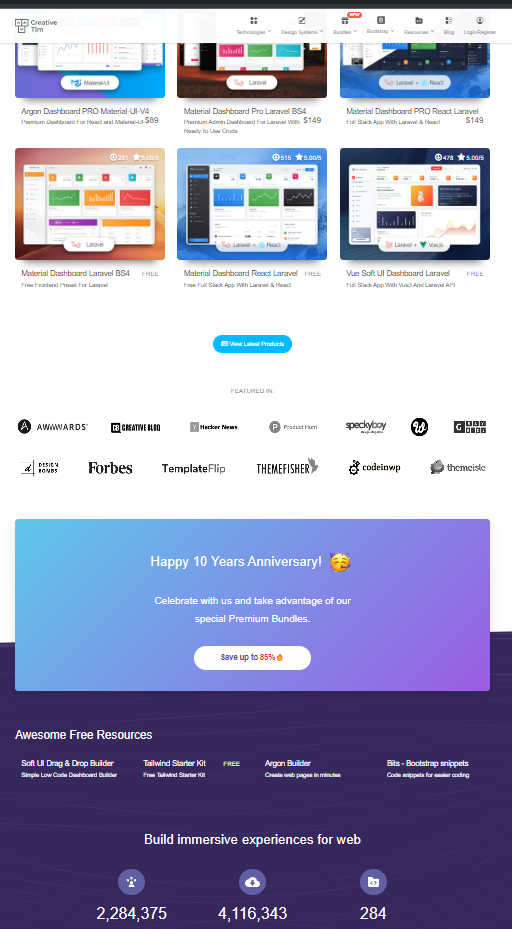 Creative
Tim
Technologies
Design Systems
NEW
Bundles
Bootstrap
Resources
Blog
Login/Register
Material-UI
Laravel
Laravel + React
Argon Dashboard PRO Material-UI-V4
Premium Dashboard For React and Material-UI
$89
Material Dashboard Pro Laravel BS4
Premium Admin Dashboard For Laravel With
Ready To Use Cruds
$149
Material Dashboard PRO React Laravel
Full Stack App With Laravel & React
$149
281 5.00/5
Laravel
515 5.00/5
Laravel + React
478 5.00/5
Laravel + Vue.js
Material Dashboard Laravel BS4
FREE
Free Frontend Preset For Laravel
Material Dashboard React Laravel
FREE
Free Full Stack App With Laravel & React
Vue Soft UI Dashboard Laravel
FREE
Full Stack App With Vue3 And Laravel API
View Latest Products
FEATURED IN:
AWWWARDS
CREATIVE BLOQ
Hacker News
Product Hunt
speckyboy
DESIGN
BOMBS
Forbes
TemplateFlip
THEMEFISHER
codeinwp
themeisle
Happy 10 Years Anniversary!
Celebrate with us and take advantage of our
special Premium Bundles.
Save up to 85%
Awesome Free Resources
Soft UI Drag & Drop Builder
Simple Low Code Dashboard Builder
Tailwind Starter Kit
FREE
Free Tailwind Starter Kit
Argon Builder
Create web pages in minutes
Bits - Bootstrap snippets
Code snippets for easier coding
Build immersive experiences for web
2,284,375
4,116,343
284